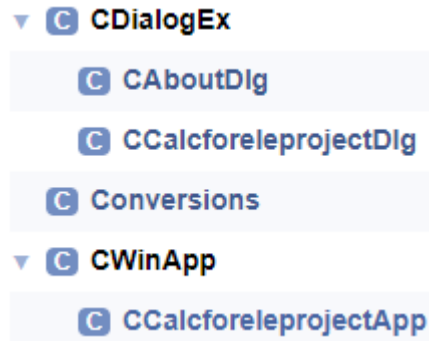 C CDialogEx
C CAboutDlg
C CCalcforeleprojectDlg
C Conversions
C CWinApp
C CCalcforeleprojectApp